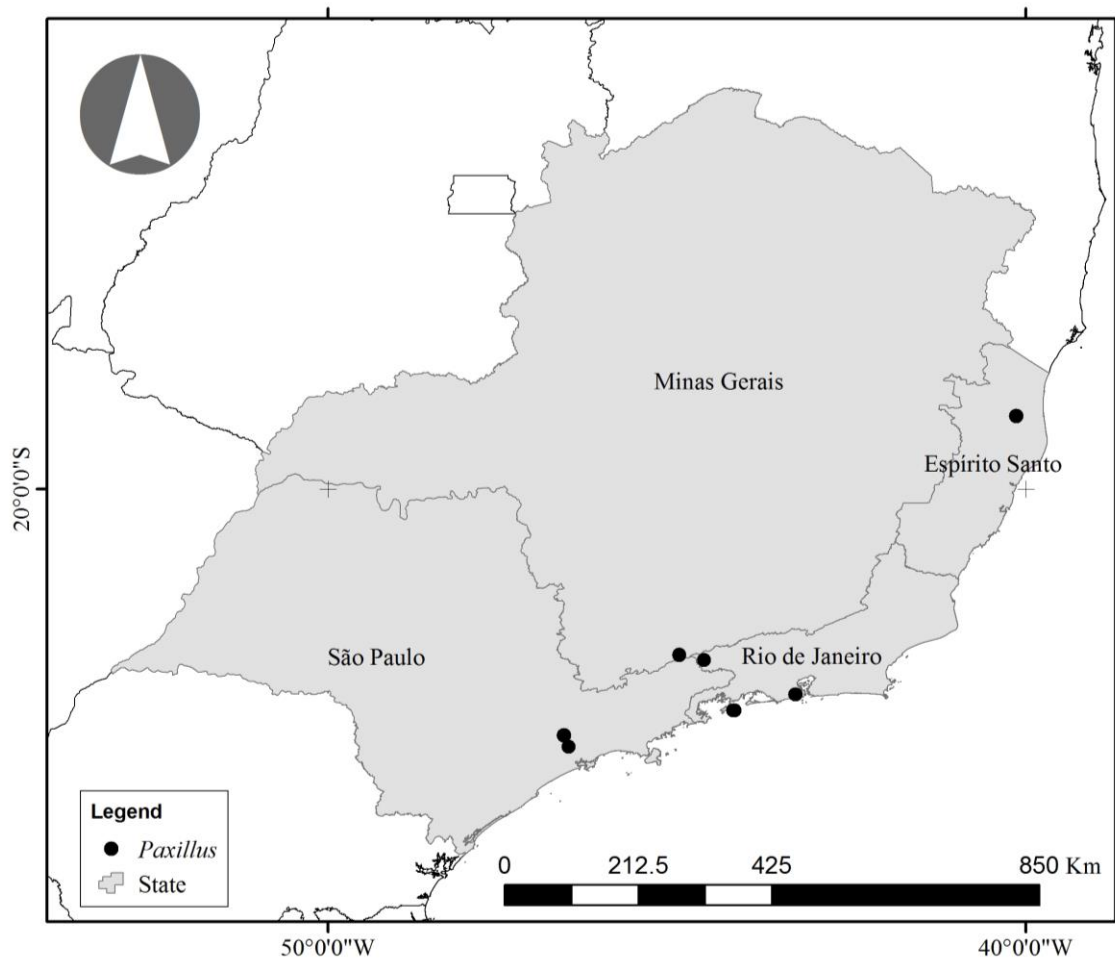 Minas Gerais
Espírito Santo
20°0'0"S
São Paulo
Rio de Janeiro
Legend
Paxillus
State
0 212.5 425 850 Km
50°0'0"W 40°0'0"W